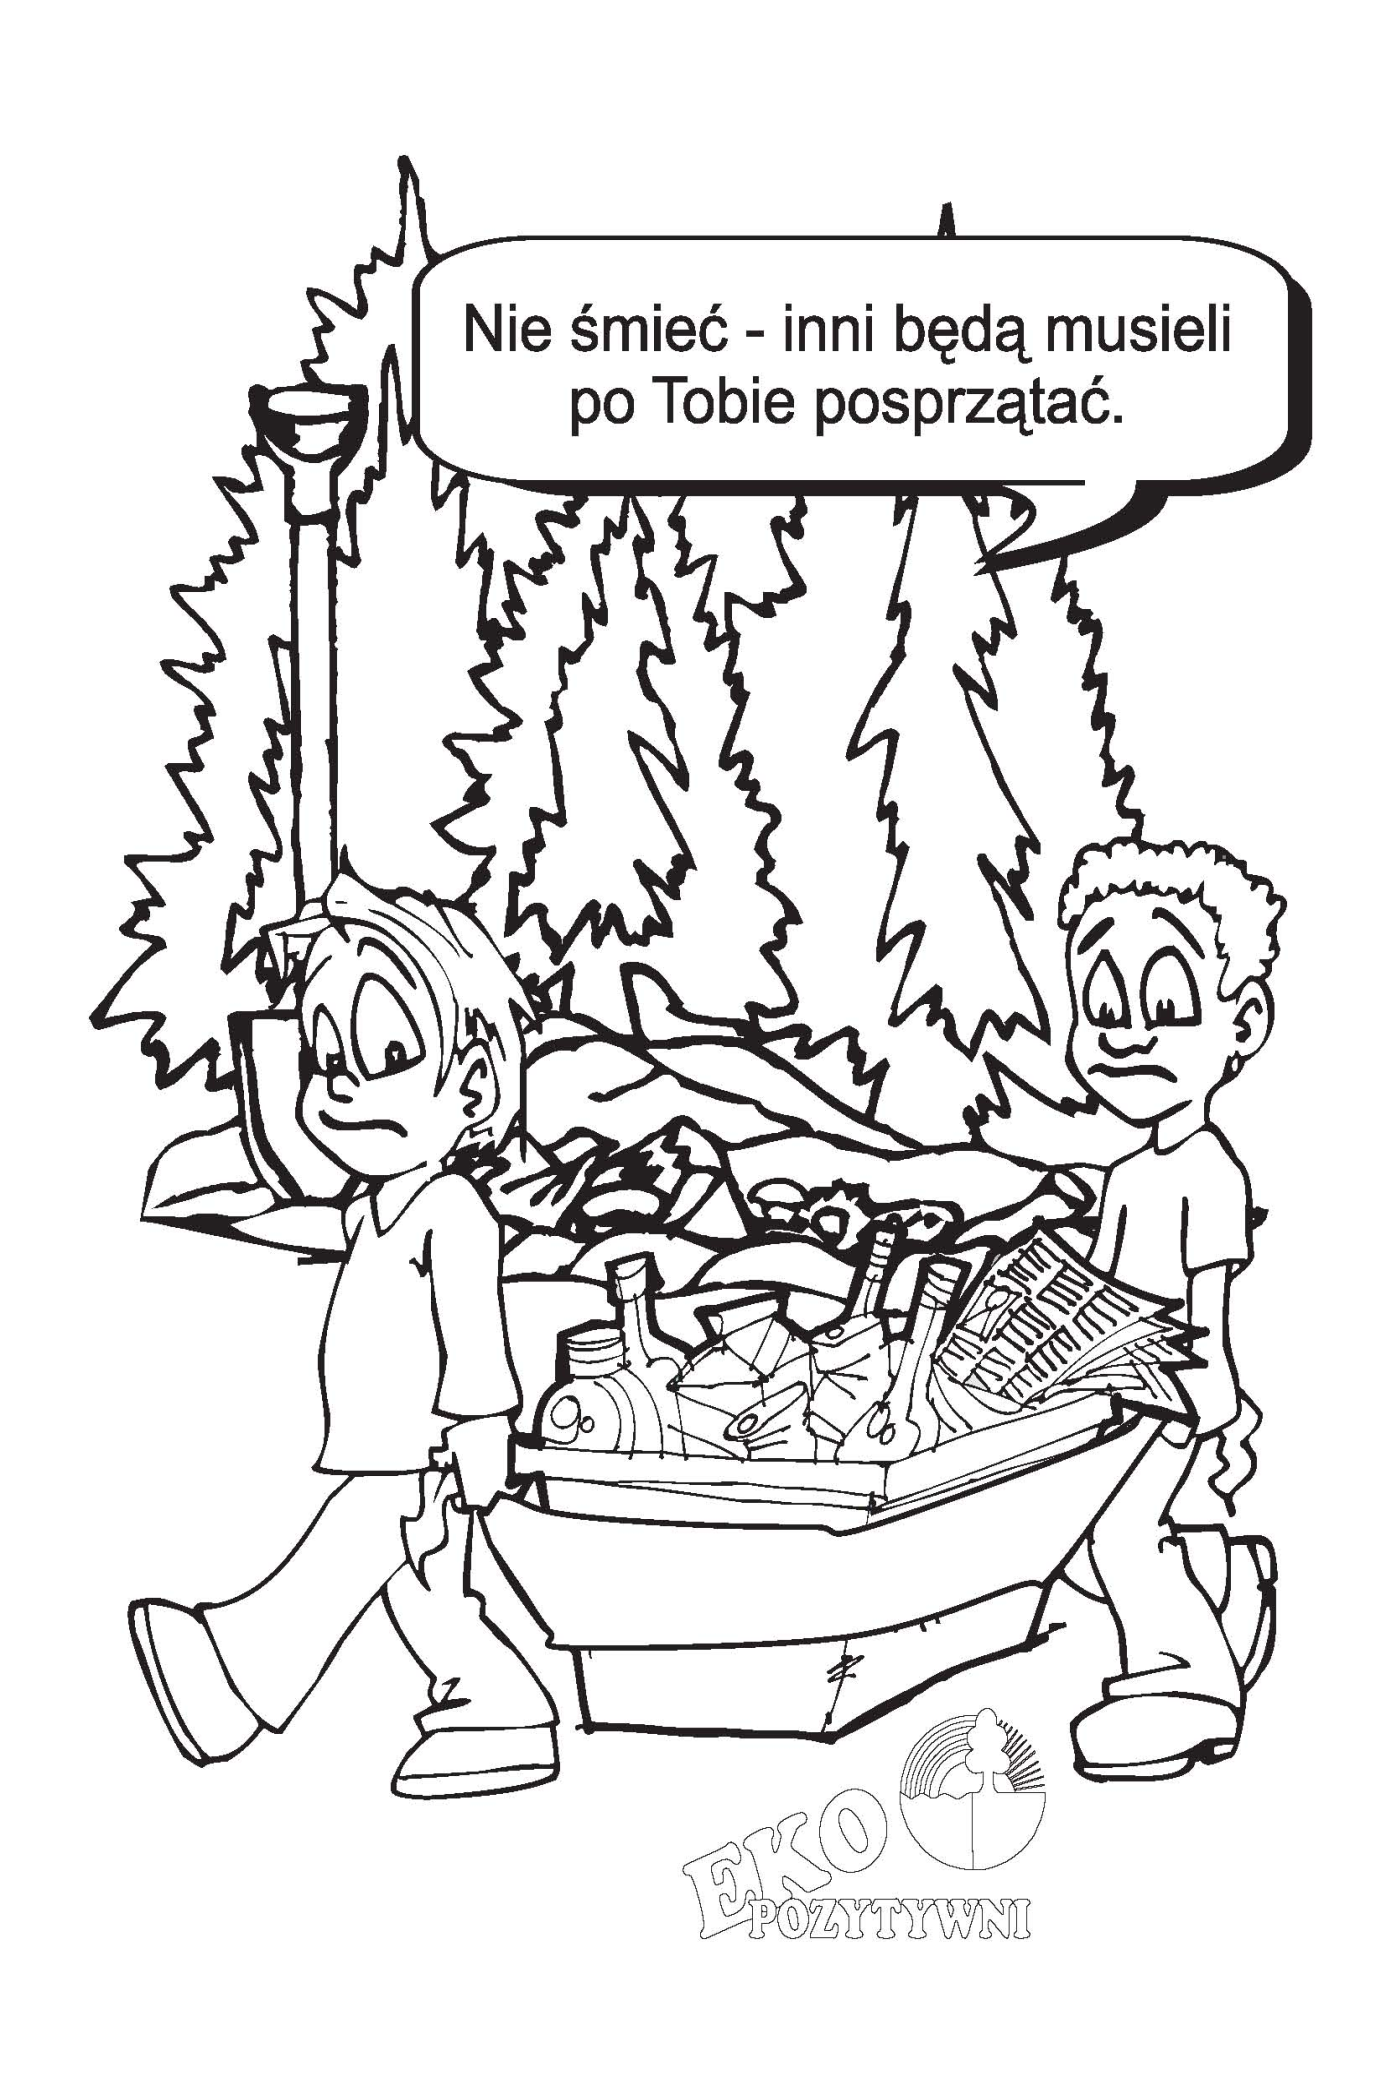 Nie śmieć - inni będą musieli
po Tobie posprzątać.
EKO
POZYTYWNI